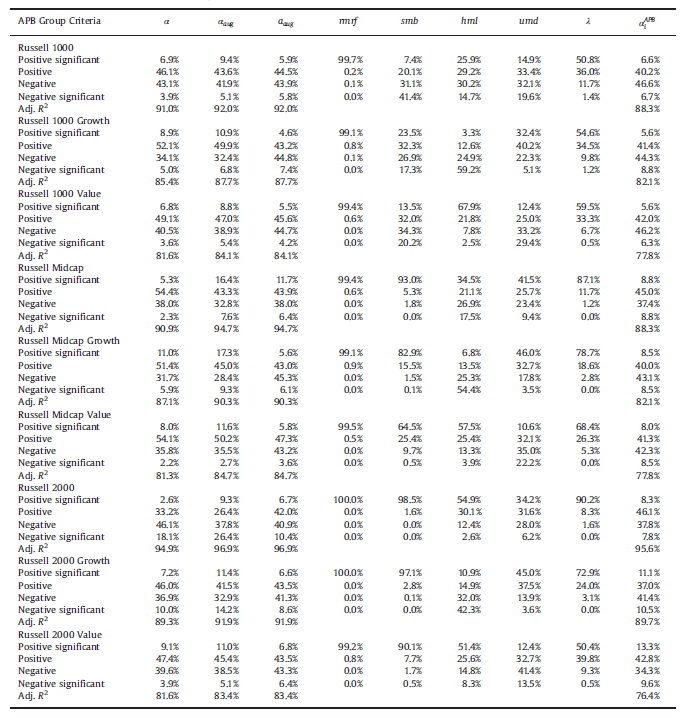 APB Group Criteria α α_aug a_aug rmrf smb hml umd λ α_i^APB
Russell 1000
Positive significant 6.9% 9.4% 5.9% 99.7% 7.4% 25.9% 14.9% 50.8% 6.6%
Positive 46.1% 43.6% 44.5% 0.2% 20.1% 29.2% 33.4% 36.0% 40.2%
Negative 43.1% 41.9% 43.9% 0.1% 31.1% 30.2% 32.1% 11.7% 46.6%
Negative significant 3.9% 5.1% 5.8% 0.0% 41.4% 14.7% 19.6% 1.4% 6.7%
Adj. R² 91.0% 92.0% 92.0% 88.3%
Russell 1000 Growth
Positive significant 8.9% 10.9% 4.6% 99.1% 23.5% 3.3% 32.4% 54.6% 5.6%
Positive 52.1% 49.9% 43.2% 0.8% 32.3% 12.6% 40.2% 34.5% 41.4%
Negative 34.1% 32.4% 44.8% 0.1% 26.9% 24.9% 22.3% 9.8% 44.3%
Negative significant 5.0% 6.8% 7.4% 0.0% 17.3% 59.2% 5.1% 1.2% 8.8%
Adj. R² 85.4% 87.7% 87.7% 82.1%
Russell 1000 Value
Positive significant 6.8% 8.8% 5.5% 99.4% 13.5% 67.9% 12.4% 59.5% 5.6%
Positive 49.1% 47.0% 45.6% 0.6% 32.0% 21.8% 25.0% 33.3% 42.0%
Negative 40.5% 38.9% 44.7% 0.0% 34.3% 7.8% 33.2% 6.7% 46.2%
Negative significant 3.6% 5.4% 4.2% 0.0% 20.2% 2.5% 29.4% 0.5% 6.3%
Adj. R² 81.6% 84.1% 84.1% 77.8%
Russell Midcap
Positive significant 5.3% 16.4% 11.7% 99.4% 93.0% 34.5% 41.5% 87.1% 8.8%
Positive 54.4% 43.3% 43.9% 0.6% 5.3% 21.1% 25.7% 11.7% 45.0%
Negative 38.0% 32.8% 38.0% 0.0% 1.8% 26.9% 23.4% 1.2% 37.4%
Negative significant 2.3% 7.6% 6.4% 0.0% 0.0% 17.5% 9.4% 0.0% 8.8%
Adj. R² 90.9% 94.7% 94.7% 88.3%
Russell Midcap Growth
Positive significant 11.0% 17.3% 5.6% 99.1% 82.9% 6.8% 46.0% 78.7% 8.5%
Positive 51.4% 45.0% 43.0% 0.9% 15.5% 13.5% 32.7% 18.6% 40.0%
Negative 31.7% 28.4% 45.3% 0.0% 1.5% 25.3% 17.8% 2.8% 43.1%
Negative significant 5.9% 9.3% 6.1% 0.0% 0.1% 54.4% 3.5% 0.0% 8.5%
Adj. R² 87.1% 90.3% 90.3% 82.1%
Russell Midcap Value
Positive significant 8.0% 11.6% 5.8% 99.5% 64.5% 57.5% 10.6% 68.4% 8.0%
Positive 54.1% 50.2% 47.3% 0.5% 25.4% 25.4% 32.1% 26.3% 41.3%
Negative 35.8% 35.5% 43.2% 0.0% 9.7% 13.3% 35.0% 5.3% 42.3%
Negative significant 2.2% 2.7% 3.6% 0.0% 0.5% 3.9% 22.2% 0.0% 8.5%
Adj. R² 81.3% 84.7% 84.7% 77.8%
Russell 2000
Positive significant 2.6% 9.3% 6.7% 100.0% 98.5% 54.9% 34.2% 90.2% 8.3%
Positive 33.2% 26.4% 42.0% 0.0% 1.6% 30.1% 31.6% 8.3% 46.1%
Negative 46.1% 37.8% 40.9% 0.0% 0.0% 12.4% 28.0% 1.6% 37.8%
Negative significant 18.1% 26.4% 10.4% 0.0% 0.0% 2.6% 6.2% 0.0% 7.8%
Adj. R² 94.9% 96.9% 96.9% 95.6%
Russell 2000 Growth
Positive significant 7.2% 11.4% 6.6% 100.0% 97.1% 10.9% 45.0% 72.9% 11.1%
Positive 46.0% 41.5% 43.5% 0.0% 2.8% 14.9% 37.5% 24.0% 37.0%
Negative 36.9% 32.9% 41.3% 0.0% 0.1% 32.0% 13.9% 3.1% 41.4%
Negative significant 10.0% 14.2% 8.6% 0.0% 0.0% 42.3% 3.6% 0.0% 10.5%
Adj. R² 89.3% 91.9% 91.9% 89.7%
Russell 2000 Value
Positive significant 9.1% 11.0% 6.8% 99.2% 90.1% 51.4% 12.4% 50.4% 13.3%
Positive 47.4% 45.4% 43.5% 0.8% 7.7% 25.6% 32.7% 39.8% 42.8%
Negative 39.6% 38.5% 43.3% 0.0% 1.7% 14.8% 41.4% 9.3% 34.3%
Negative significant 3.9% 5.1% 6.4% 0.0% 0.5% 8.3% 13.5% 0.5% 9.6%
Adj. R² 81.6% 83.4% 83.4% 76.4%